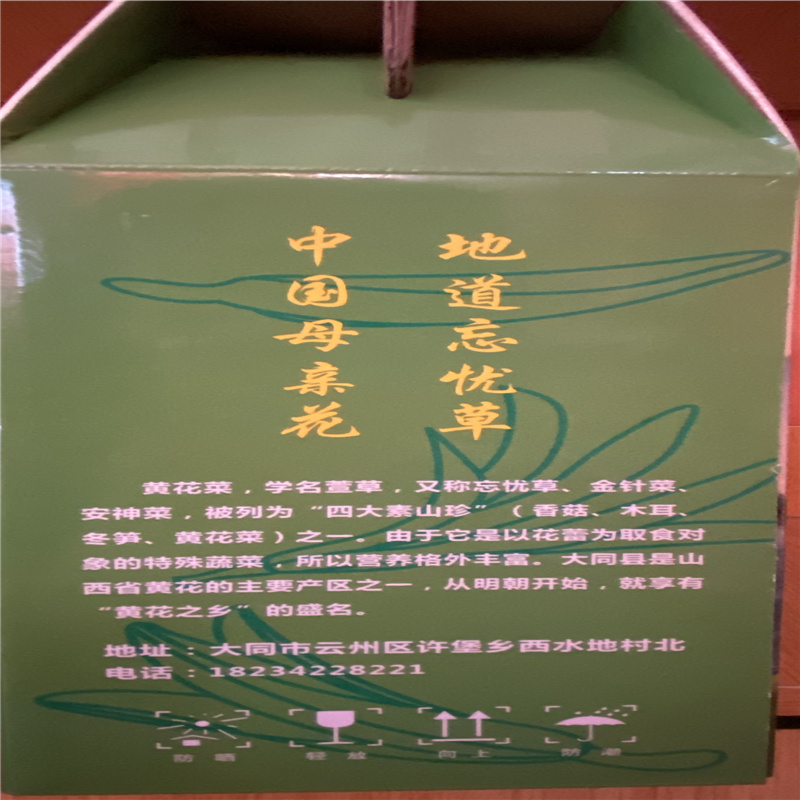 地道忘忧草
中国母亲花
黄花菜，学名萱草，又称忘忧草、金针菜、
安神菜，被列为“四大素山珍”（香菇、木耳、
冬笋、黄花菜）之一。由于它是以花蕾为取食对
象的特殊蔬菜，所以营养格外丰富。大同县是山
西省黄花的主要产区之一，从明朝开始，就享有
“黄花之乡”的盛名。
地址：大同市云州区许堡乡西水地村北
电话：18234228221
防晒 轻放 向上 防潮